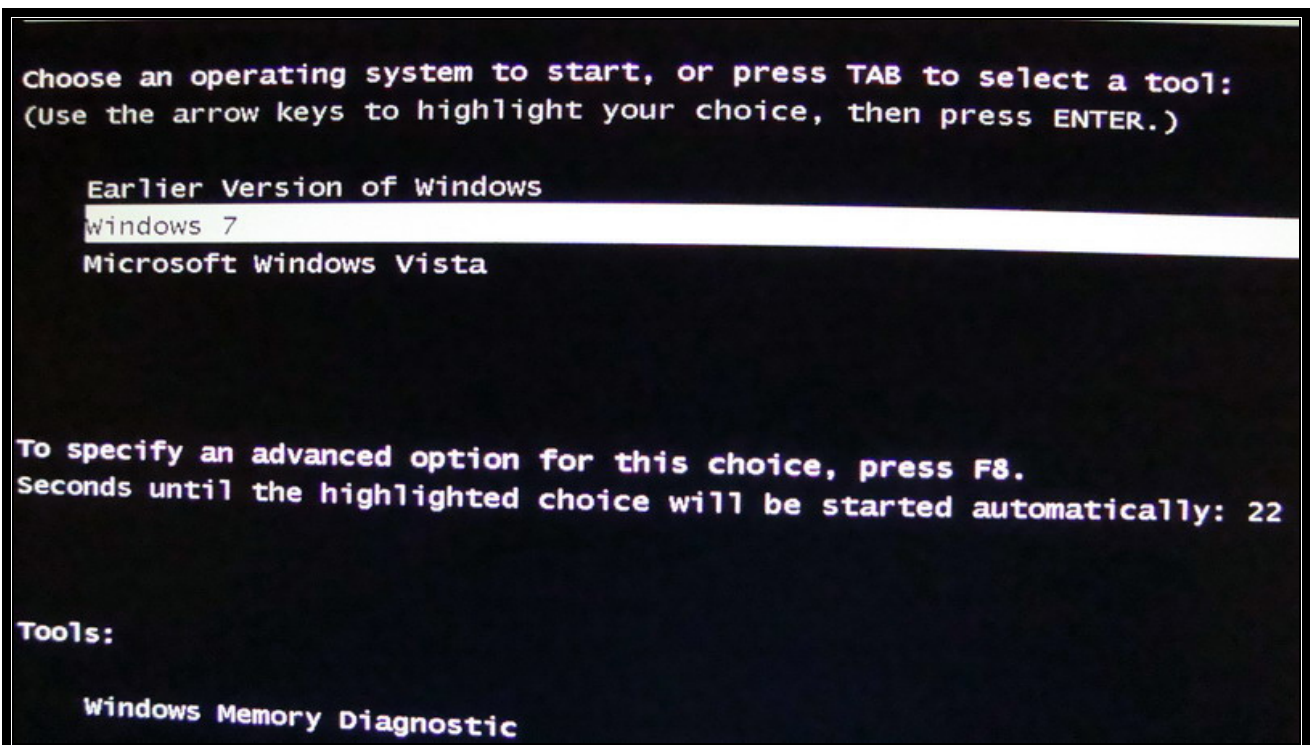 Choose an operating system to start, or press TAB to select a tool:
(Use the arrow keys to highlight your choice, then press ENTER.)
Earlier Version of Windows
Windows 7
Microsoft Windows Vista
To specify an advanced option for this choice, press F8.
Seconds until the highlighted choice will be started automatically: 22
Tools:
Windows Memory Diagnostic